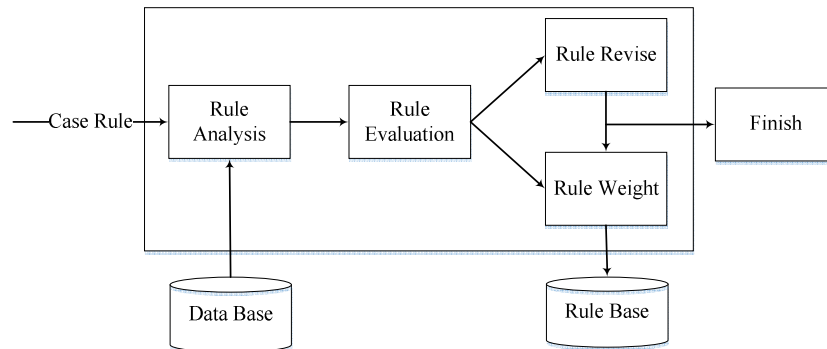 Rule Revise
Case Rule
Rule
Analysis
Rule
Evaluation
Finish
Rule Weight
Data Base
Rule Base